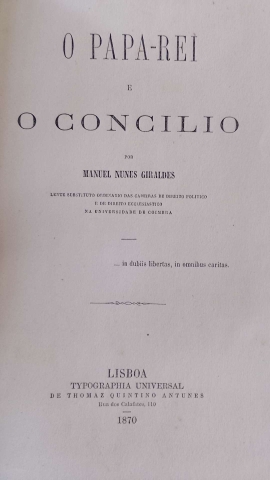 O PAPA-REI
E
O CONCILIO
POR
MANUEL NUNES GIRALDES
LENTE SUBSTITUTO ORDINARIO DAS CADEIRAS DE DIREITO POLITICO
E DE DIREITO ECCLESIASTICO
NA UNIVERSIDADE DE COIMBRA
... in dubiis libertas, in omnibus caritas.
LISBOA
TYPOGRAPHIA UNIVERSAL
DE THOMAZ QUINTINO ANTUNES
Rua dos Calafates, 110
1870